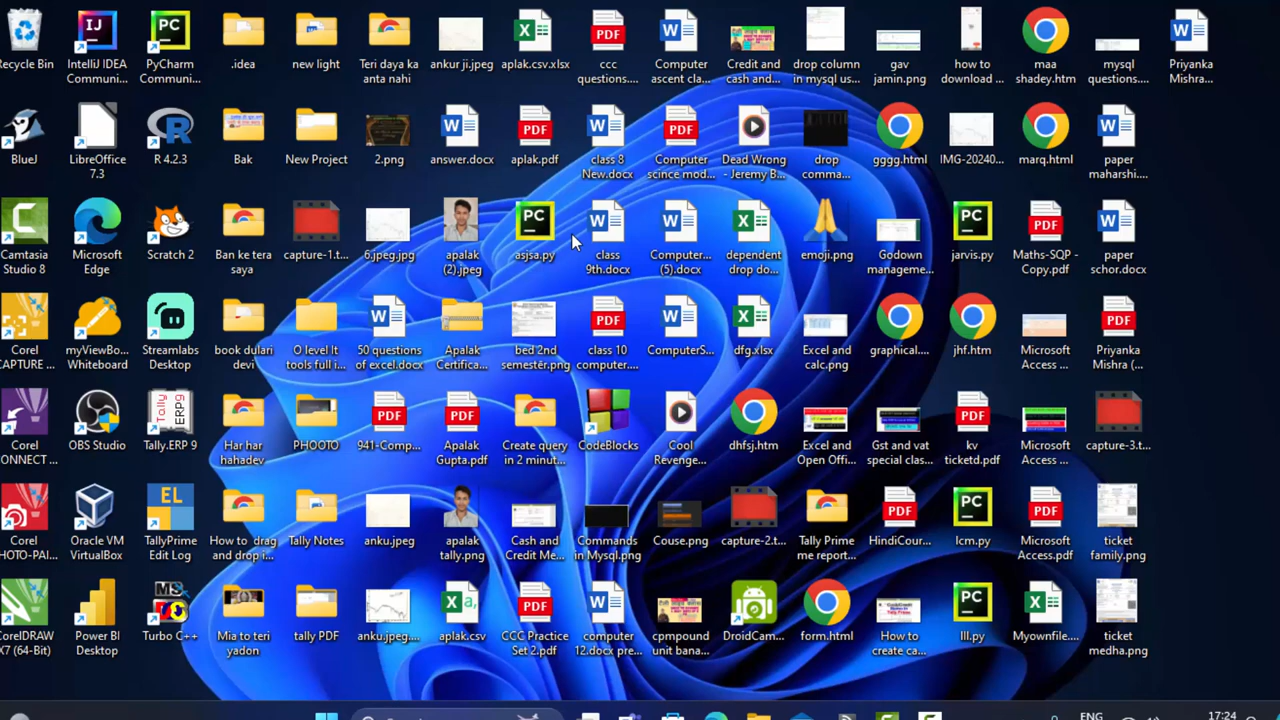 Recycle Bin
IntelliJ IDEA
Communi...
PyCharm
Communi...
.idea
new light
Teri daya ka
anta nahi
ankur ji.jpeg
aplak.csv.xlsx
ccc
questions....
Computer
ascent cla...
Credit and
cash and...
drop column
in mysql us...
gav
jamin.png
how to
download ...
maa
shadey.htm
mysql
questions....
Priyanka
Mishra...
BlueJ
LibreOffice
7.3
R 4.2.3
Bak
New Project
2.png
answer.docx
aplak.pdf
class 8
New.docx
Computer
scince mod...
Dead Wrong
- Jeremy B...
drop
comma...
gggg.html
IMG-20240...
marq.html
paper
maharshi....
Camtasia
Studio 8
Microsoft
Edge
Scratch 2
Ban ke tera
saya
capture-1.t...
6.jpeg.jpg
apalak
(2).jpeg
asjsa.py
class
9th.docx
Computer...
(5).docx
dependent
drop do...
emoji.png
Godown
manageme...
jarvis.py
Maths-SQP -
Copy.pdf
paper
schor.docx
Corel
CAPTURE ...
myViewBo...
Whiteboard
Streamlabs
Desktop
book dulari
devi
O level It
tools full i...
50 questions
of excel.docx
Apalak
Certifica...
bed 2nd
semester.png
class 10
computer....
ComputerS...
dfg.xlsx
Excel and
calc.png
graphical....
jhf.htm
Microsoft
Access ...
Priyanka
Mishra (...
Corel
CONNECT ...
OBS Studio
Tally.ERP 9
Har har
hahadev
PHOOTO
941-Comp...
Apalak
Gupta.pdf
Create query
in 2 minut...
CodeBlocks
Cool
Revenge...
dhfsj.htm
Excel and
Open Offi...
Gst and vat
special clas...
kv
ticketd.pdf
Microsoft
Access ...
capture-3.t...
Corel
PHOTO-PAI...
Oracle VM
VirtualBox
TallyPrime
Edit Log
How to drag
and drop i...
Tally Notes
anku.jpeg
apalak
tally.png
Cash and
Credit Me...
Commands
in Mysql.png
Couse.png
capture-2.t...
Tally Prime
me report...
HindiCour...
lcm.py
Microsoft
Access.pdf
ticket
family.png
CorelDRAW
X7 (64-Bit)
Power BI
Desktop
Turbo C++
Mia to teri
yadon
tally PDF
anku.jpeg....
aplak.csv
CCC Practice
Set 2.pdf
computer
12.docx pre...
cpmpound
unit bana...
DroidCam...
form.html
How to
create ca...
lll.py
Myownfile....
ticket
medha.png
ENG
17:24